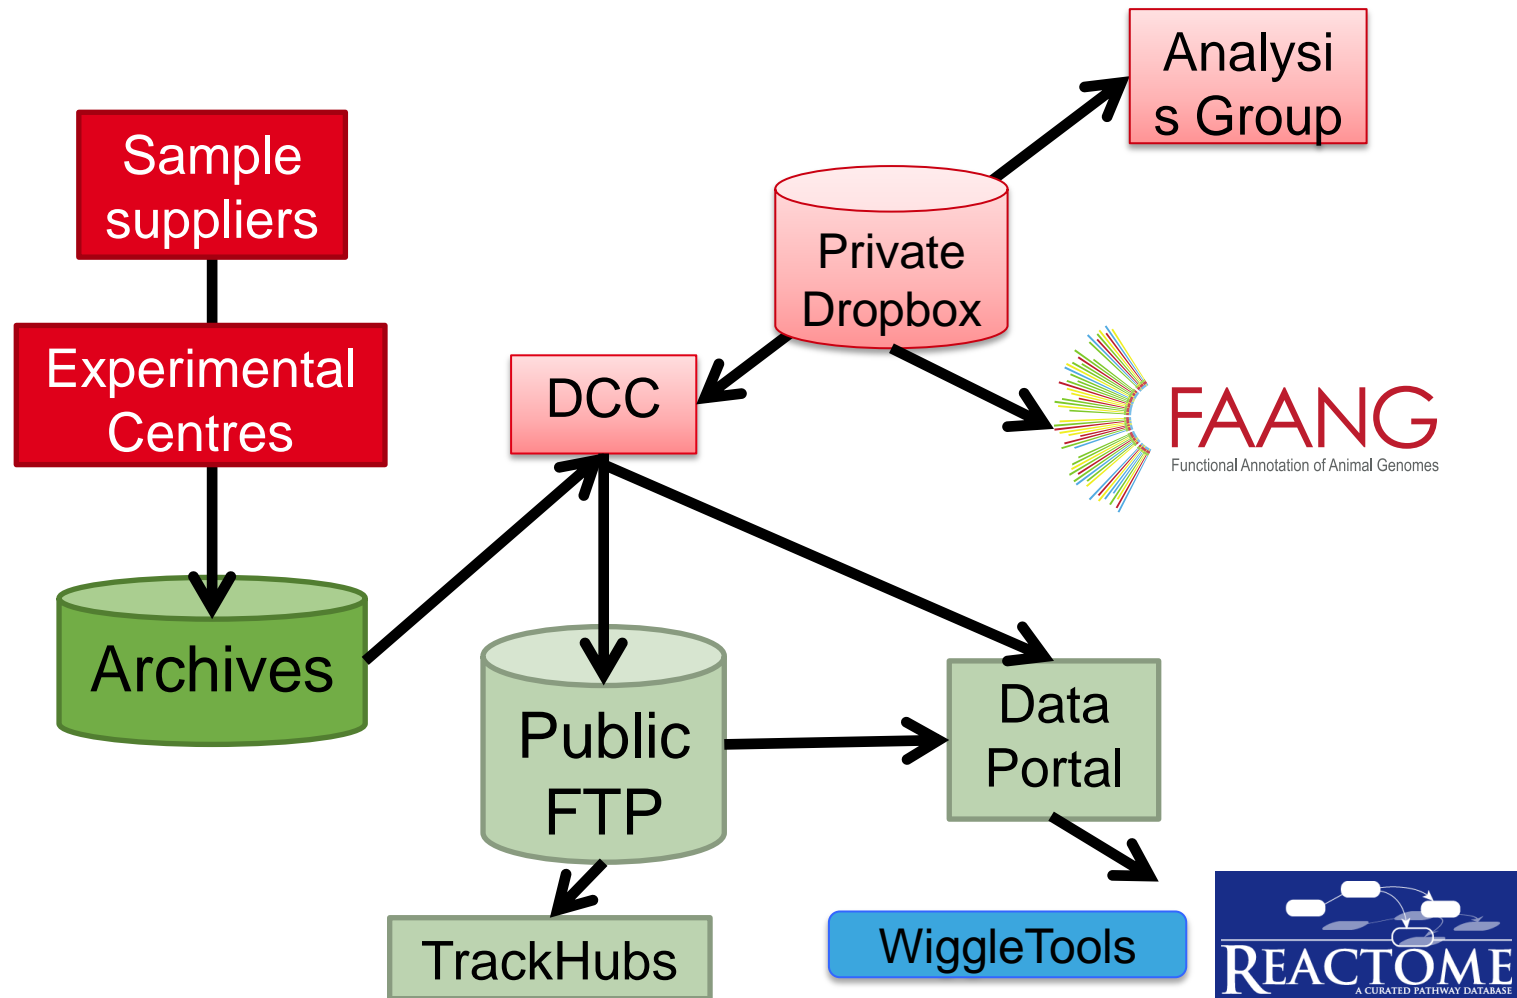 Analysi
s Group
Sample
suppliers
Private
Dropbox
Experimental
Centres
DCC
FAANG
Functional Annotation of Animal Genomes
Archives
Public
FTP
Data
Portal
TrackHubs
WiggleTools
REACTOME
A CURATED PATHWAY DATABASE